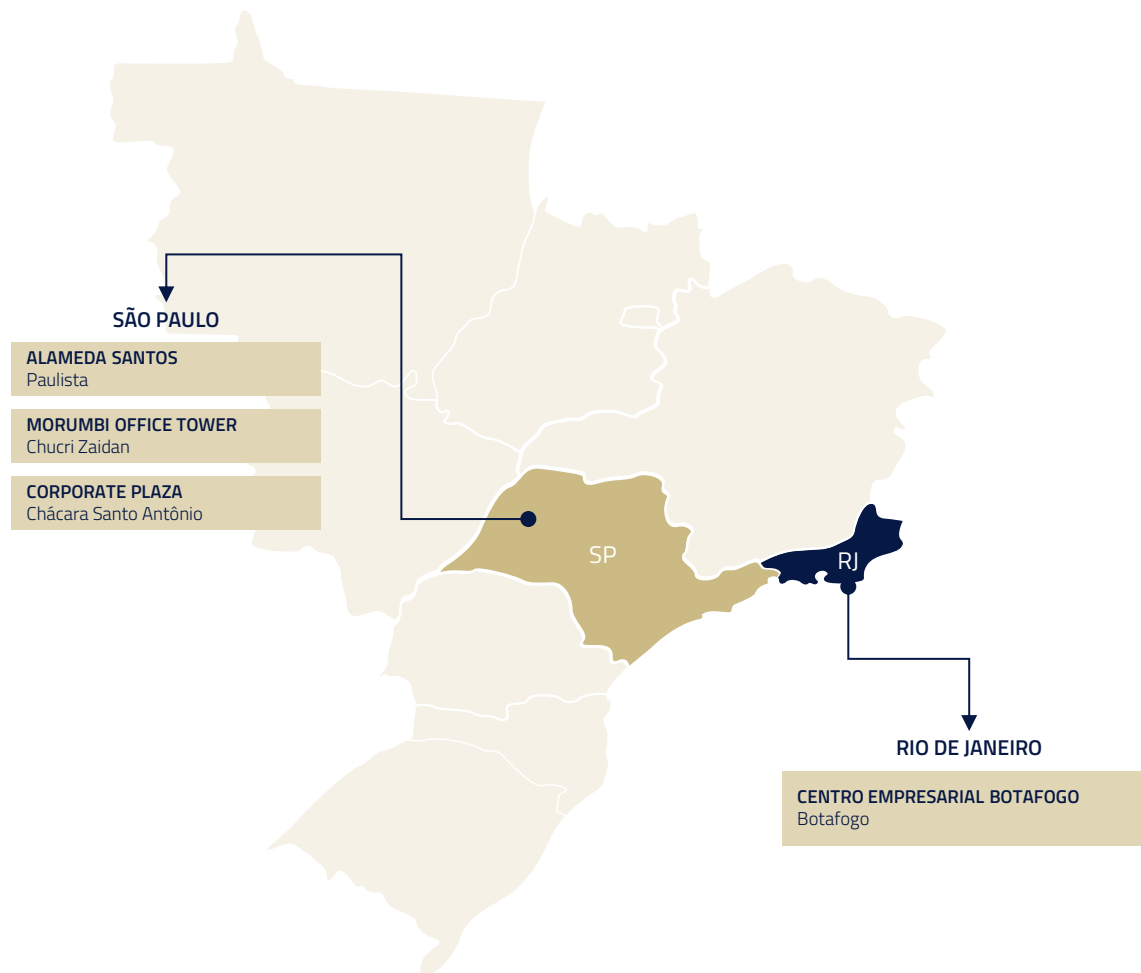 SÃO PAULO
ALAMEDA SANTOS
Paulista
MORUMBI OFFICE TOWER
Chucri Zaidan
CORPORATE PLAZA
Chácara Santo Antônio
SP
RJ
RIO DE JANEIRO
CENTRO EMPRESARIAL BOTAFOGO
Botafogo